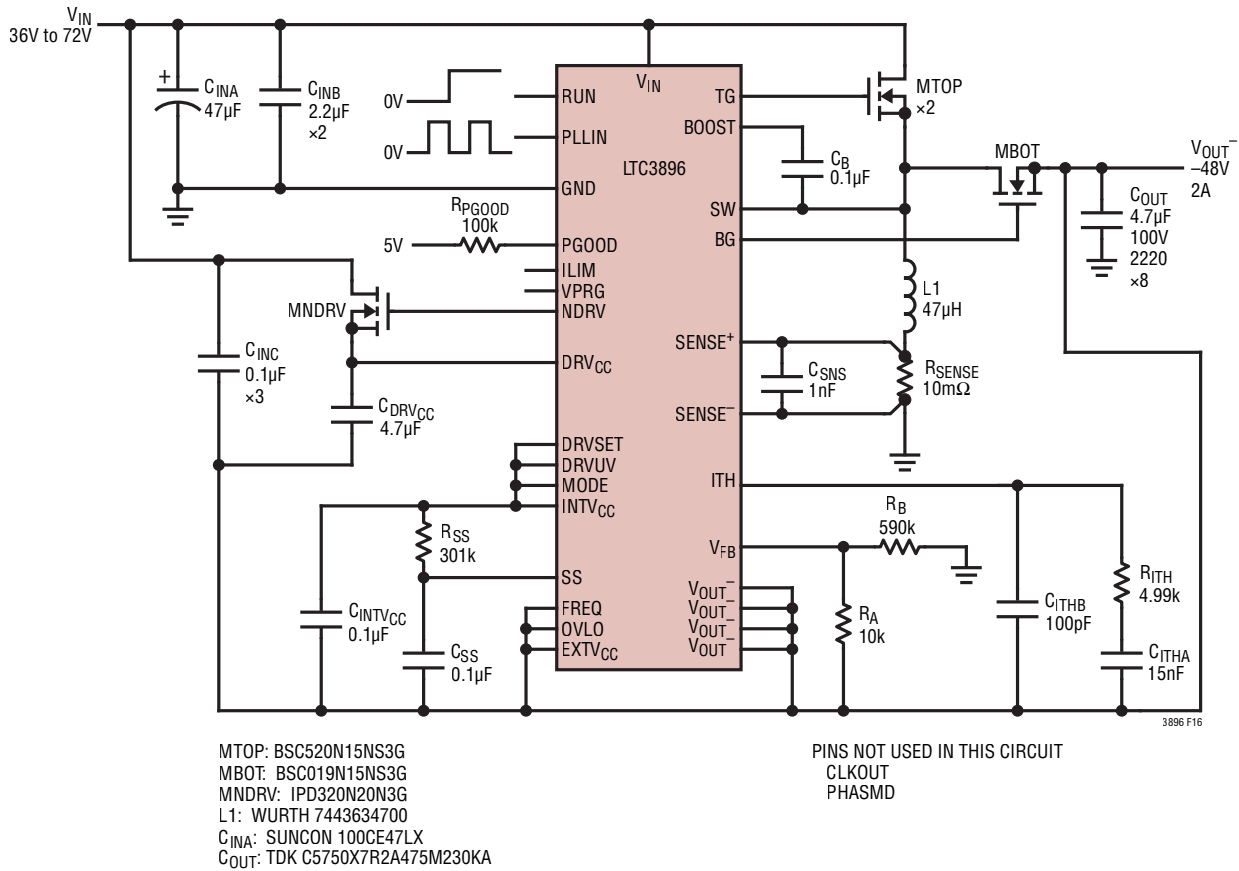 VIN
36V to 72V
+
CINA
47µF
CINB
2.2µF
×2
0V
0V
RPGOOD
100k
5V
MNDRV
CINC
0.1µF
×3
CDRVCC
4.7µF
RSS
301k
CINTVCC
0.1µF
CSS
0.1µF
VIN
LTC3896
RUN
PLLIN
GND
PGOOD
ILIM
VPRG
NDRV
DRVCC
DRVSET
DRVUV
MODE
INTVCC
SS
FREQ
OVLO
EXTVCC
TG
BOOST
SW
BG
SENSE+
SENSE–
ITH
VFB
VOUT–
VOUT–
VOUT–
VOUT–
MTOP
×2
CB
0.1µF
MBOT
VOUT–
–48V
2A
COUT
4.7µF
100V
2220
×8
L1
47µH
CSNS
1nF
RSENSE
10mΩ
RB
590k
RA
10k
CITHB
100pF
RITH
4.99k
CITHA
15nF
3896 F16
MTOP: BSC520N15NS3G
MBOT: BSC019N15NS3G
MNDRV: IPD320N20N3G
L1: WURTH 7443634700
CINA: SUNCON 100CE47LX
COUT: TDK C5750X7R2A475M230KA
PINS NOT USED IN THIS CIRCUIT
CLKOUT
PHASMD